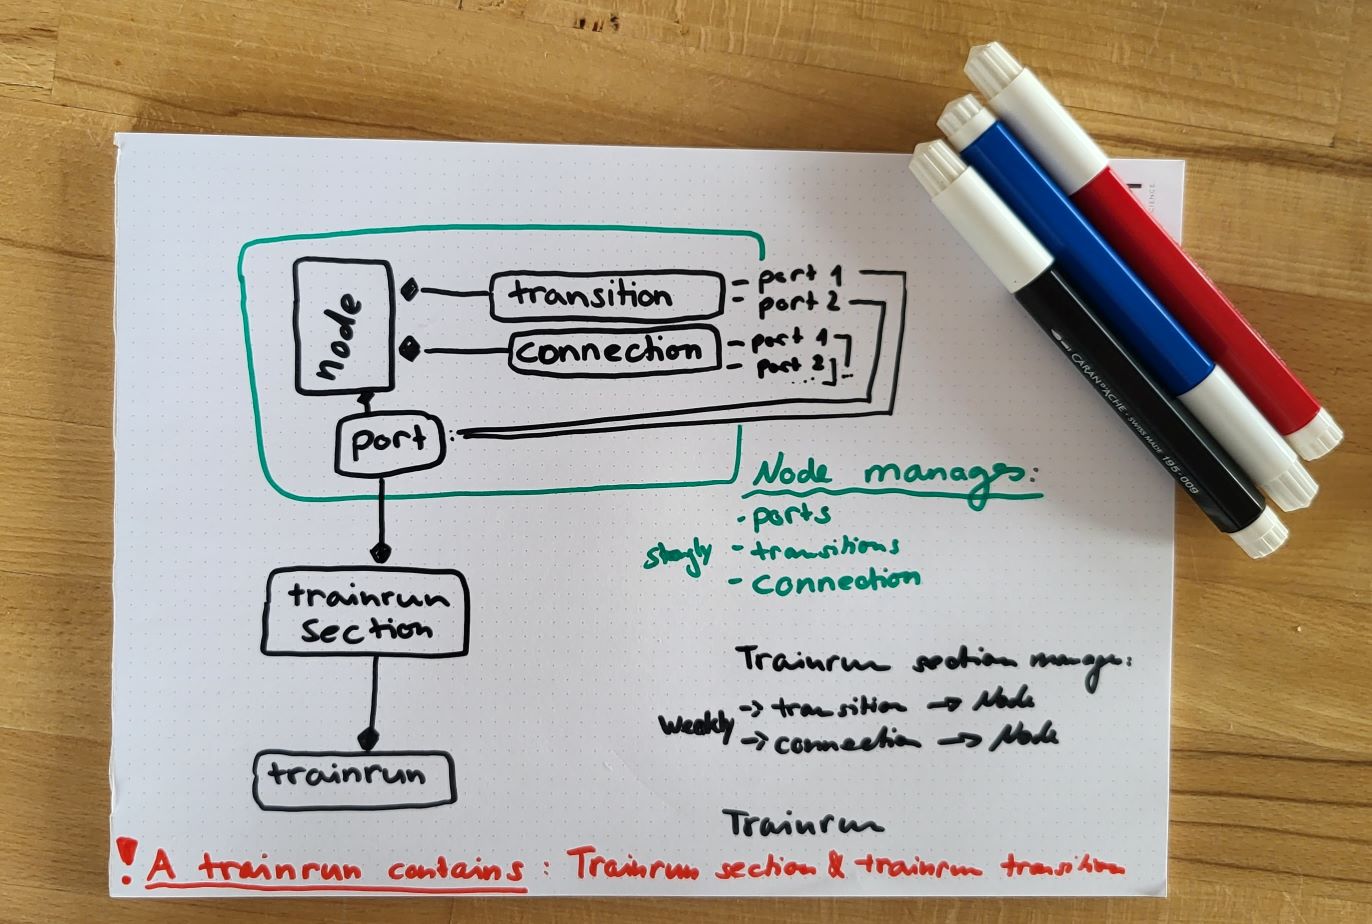 node
transition
- port 1
- port 2
connection
- port 1
- port 2
port
trainrun
section
trainrun
Node manages:
- ports
- transitions
- connection
Trainrun section manages:
Weakly
-> transition -> Node
-> connection -> Node
Trainrun
! A trainrun contains: Trainrun section & trainrun transition
CARAN D'ACHE · SWISS MADE 195-009
CIENCE.